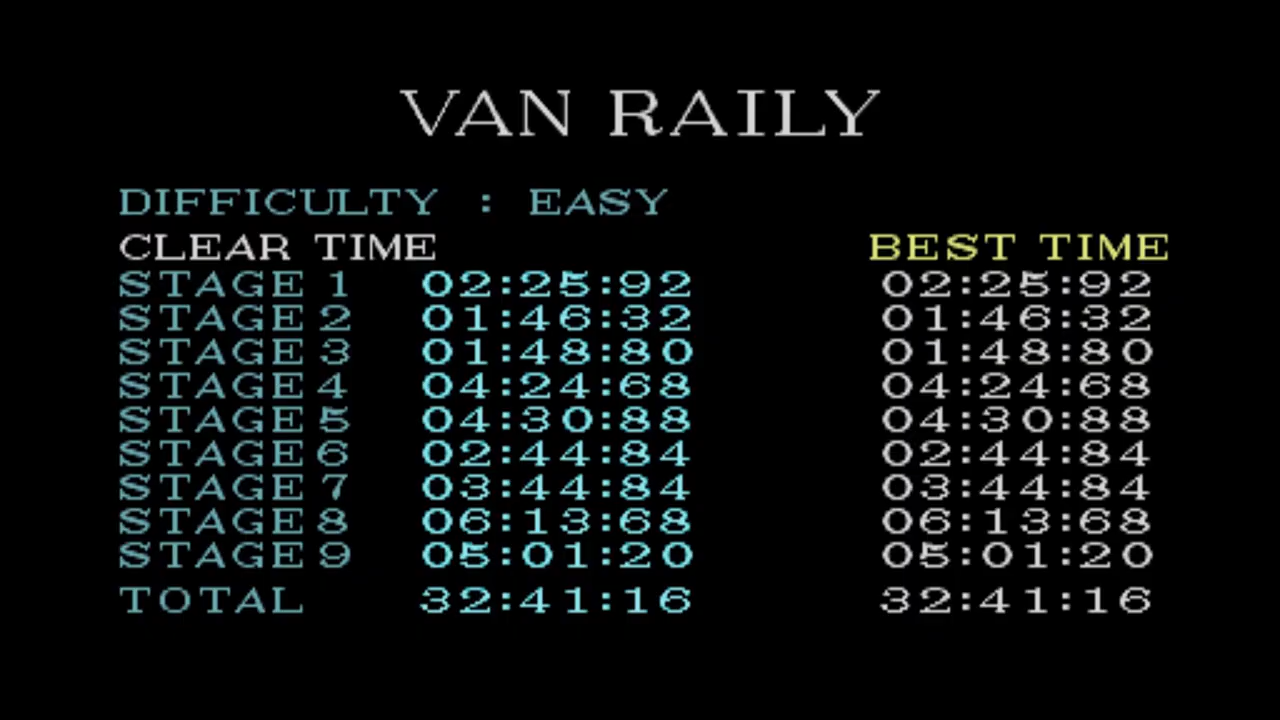 VAN RAILY
DIFFICULTY : EASY
CLEAR TIME BEST TIME
STAGE 1 02:25:92 02:25:92
STAGE 2 01:46:32 01:46:32
STAGE 3 01:48:80 01:48:80
STAGE 4 04:24:68 04:24:68
STAGE 5 04:30:88 04:30:88
STAGE 6 02:44:84 02:44:84
STAGE 7 03:44:84 03:44:84
STAGE 8 06:13:68 06:13:68
STAGE 9 05:01:20 05:01:20
TOTAL 32:41:16 32:41:16